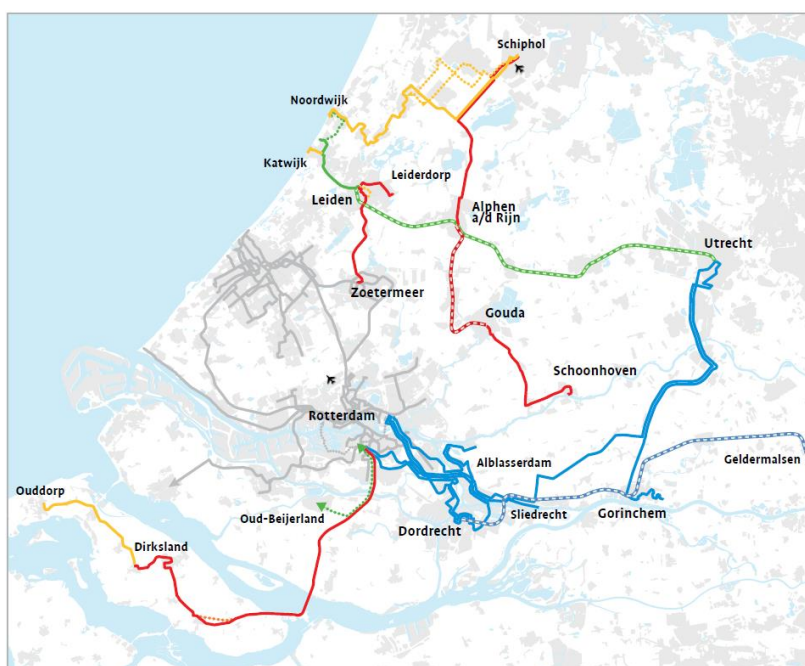 Schiphol
Noordwijk
Katwijk
Leiderdorp
Leiden
Alphen
a/d Rijn
Utrecht
Zoetermeer
Gouda
Schoonhoven
Rotterdam
Alblasserdam
Geldermalsen
Ouddorp
Oud-Beijerland
Sliedrecht
Gorinchem
Dordrecht
Dirksland